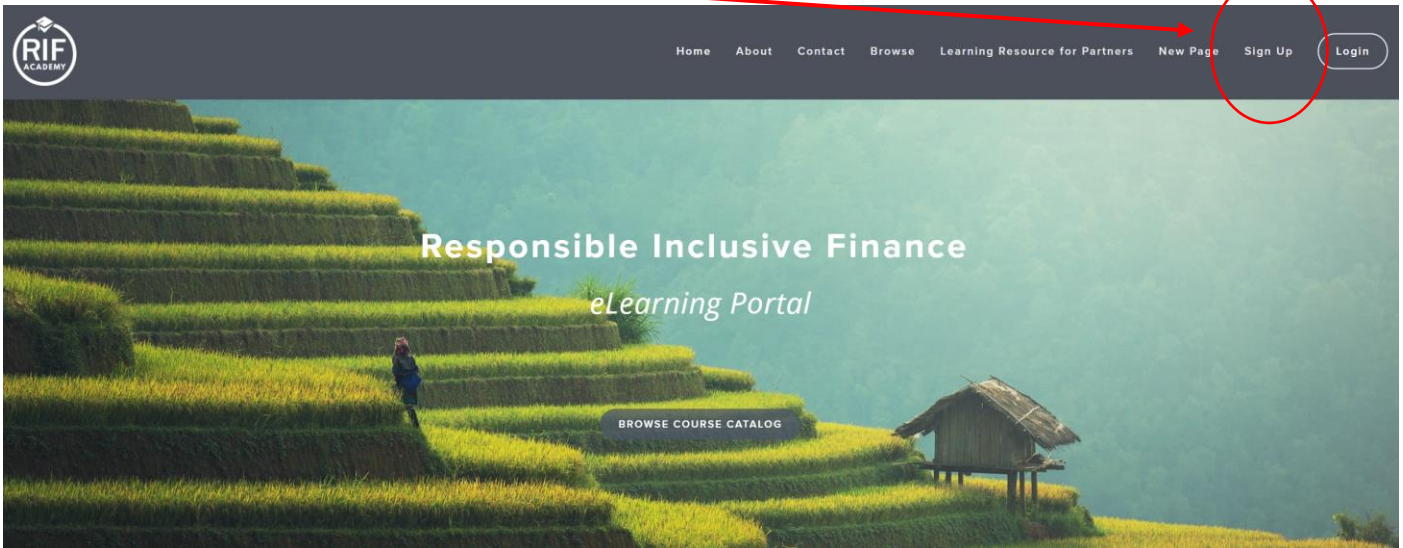 RIF
ACADEMY
Home About Contact Browse Learning Resource for Partners New Page Sign Up Login
Responsible Inclusive Finance
eLearning Portal
BROWSE COURSE CATALOG